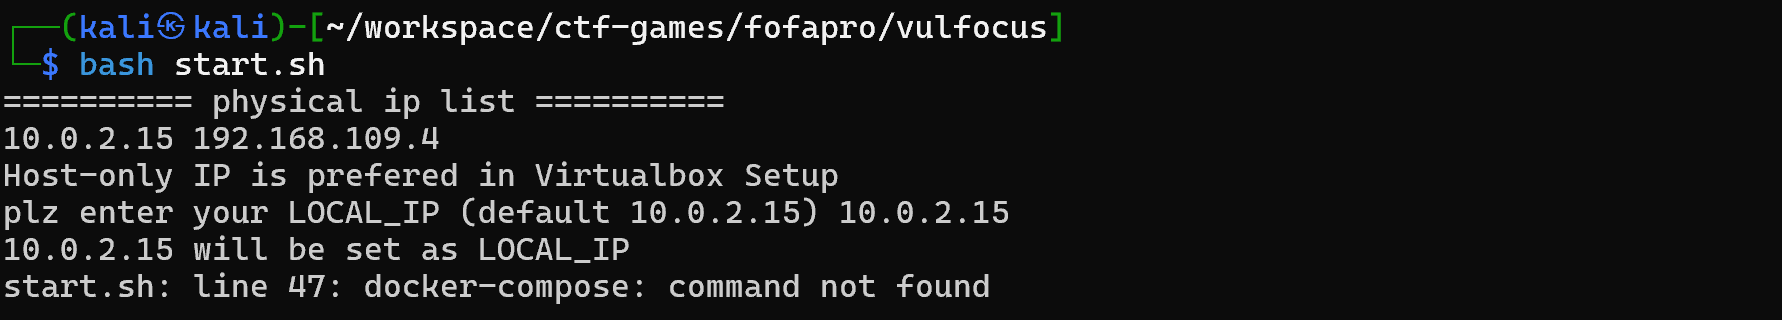 ┌──(kali㉿kali)-[~/workspace/ctf-games/fofapro/vulfocus]
└─$ bash start.sh
========== physical ip list ==========
10.0.2.15 192.168.109.4
Host-only IP is prefered in Virtualbox Setup
plz enter your LOCAL_IP (default 10.0.2.15) 10.0.2.15
10.0.2.15 will be set as LOCAL_IP
start.sh: line 47: docker-compose: command not found